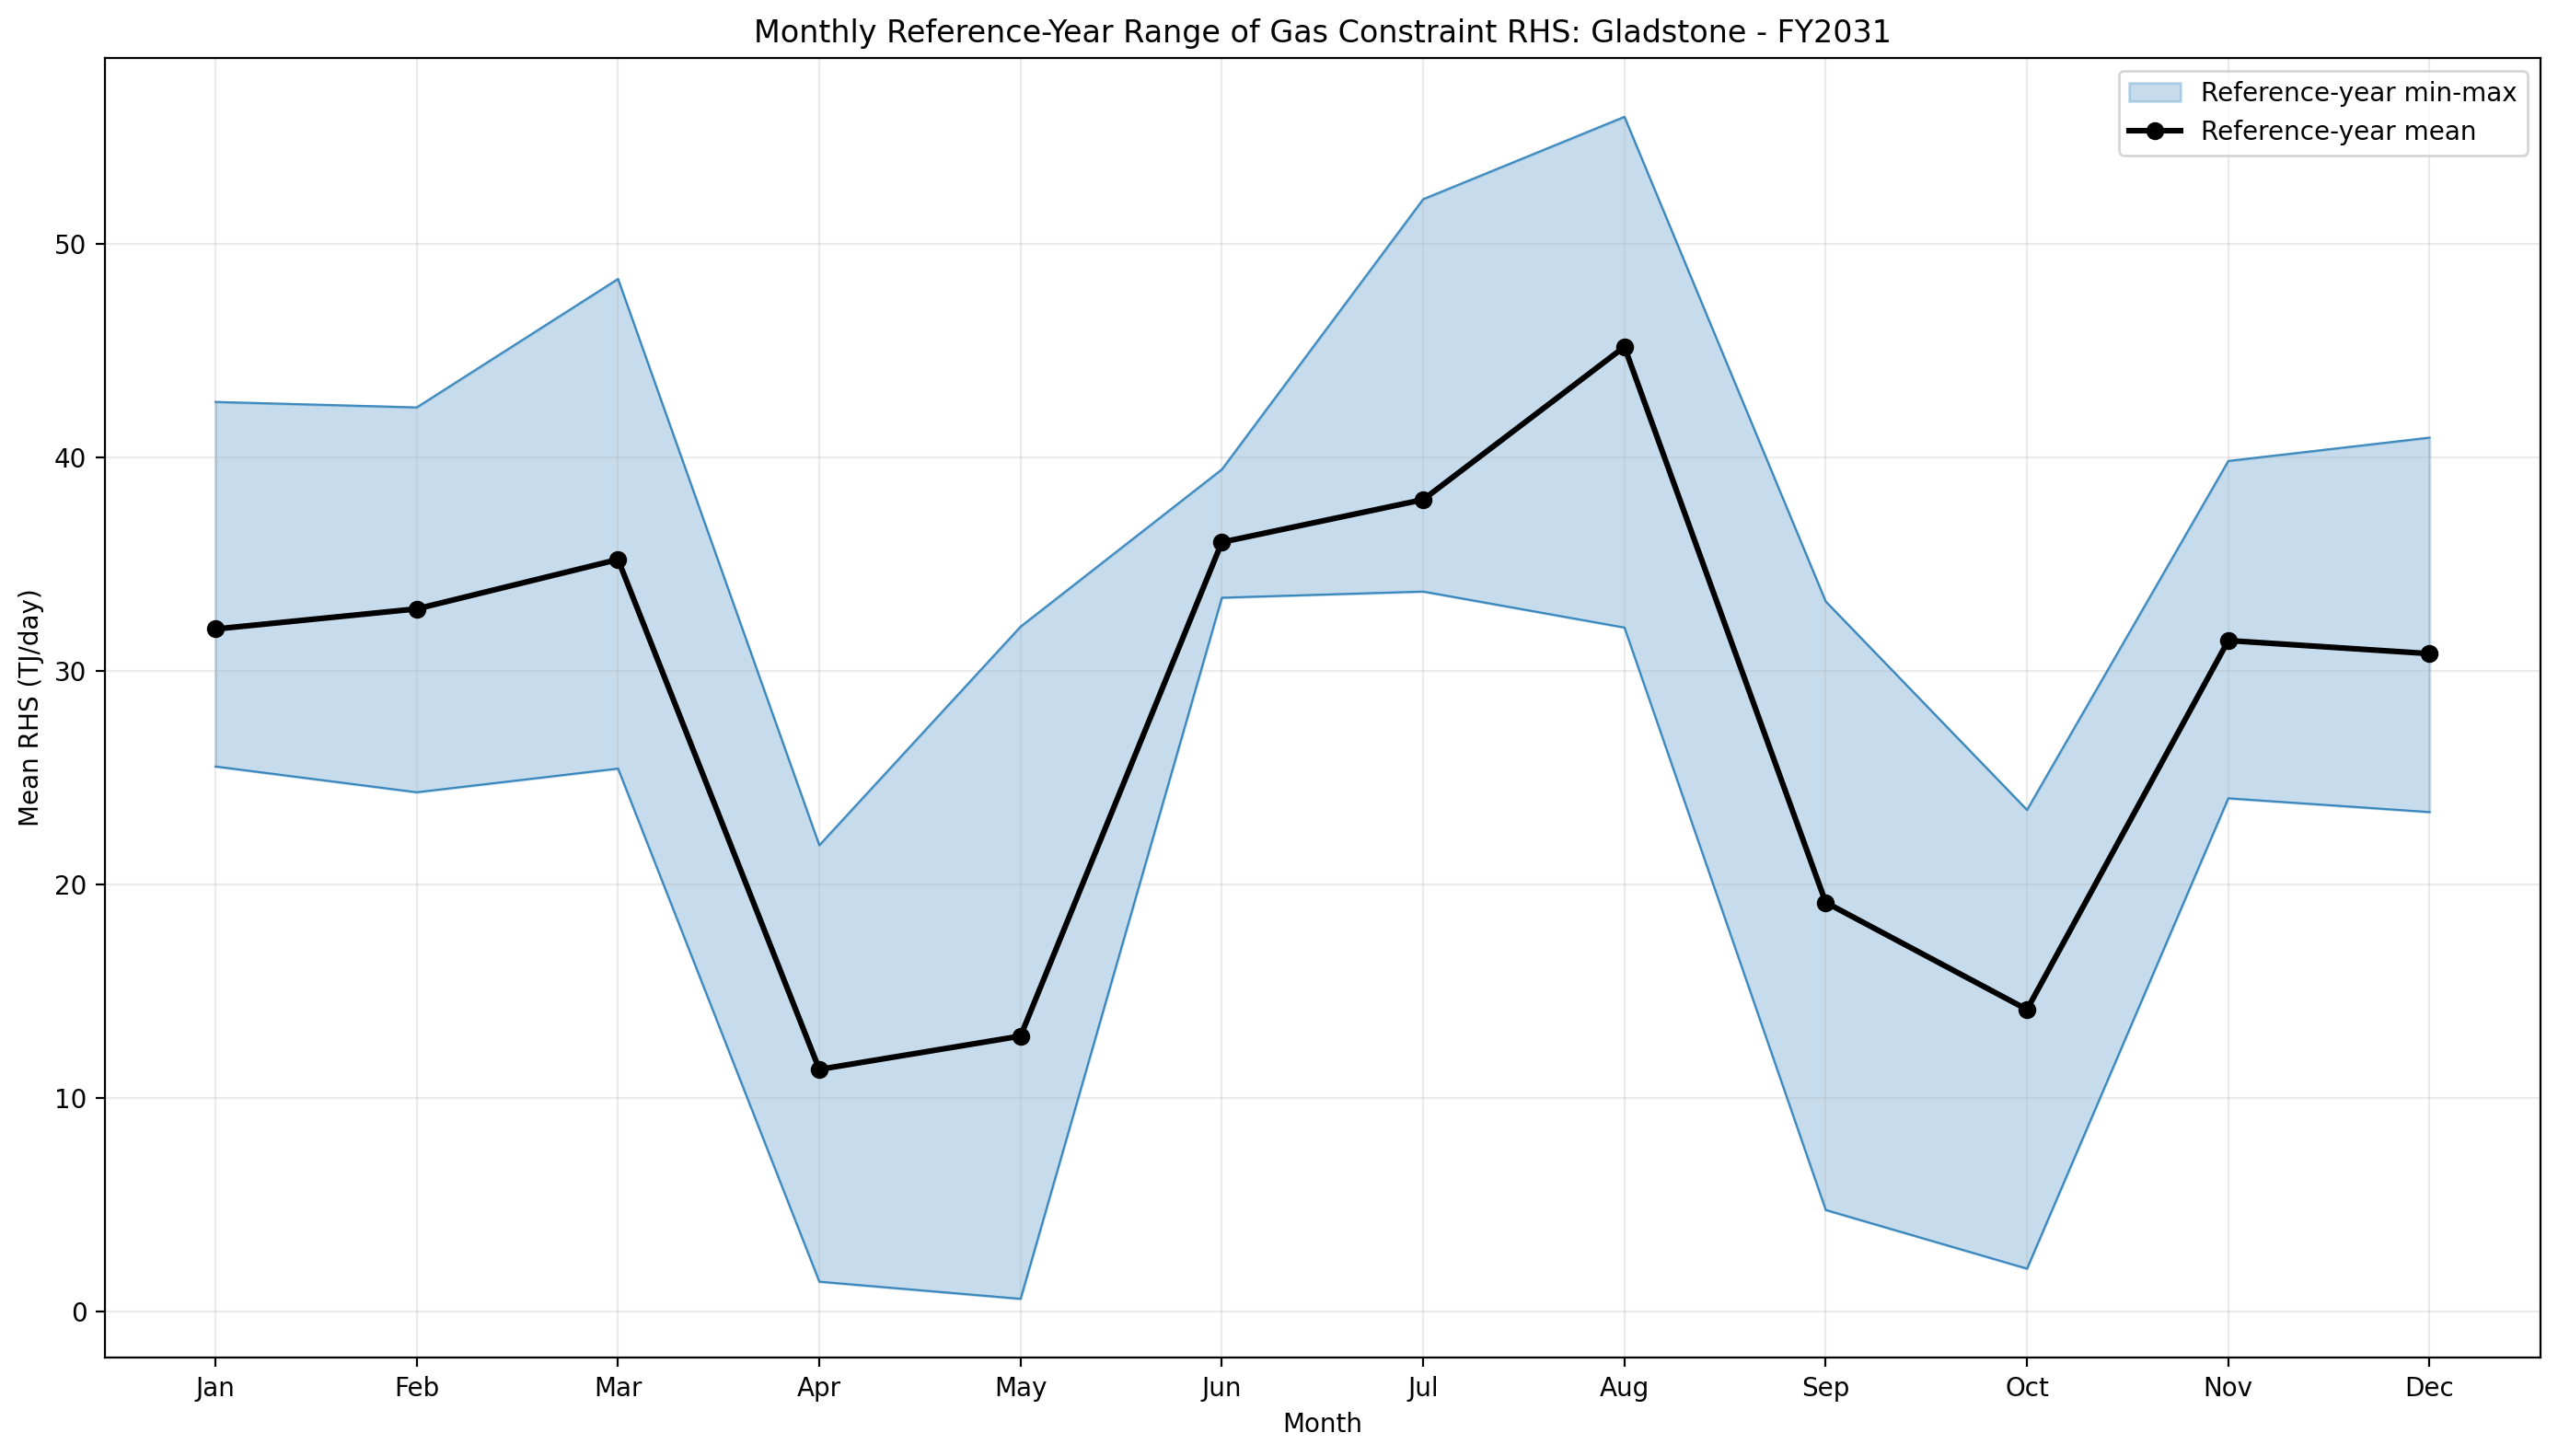 Monthly Reference-Year Range of Gas Constraint RHS: Gladstone - FY2031
Reference-year min-max
Reference-year mean
Mean RHS (TJ/day)
50
40
30
20
10
0
Jan Feb Mar Apr May Jun Jul Aug Sep Oct Nov Dec
Month